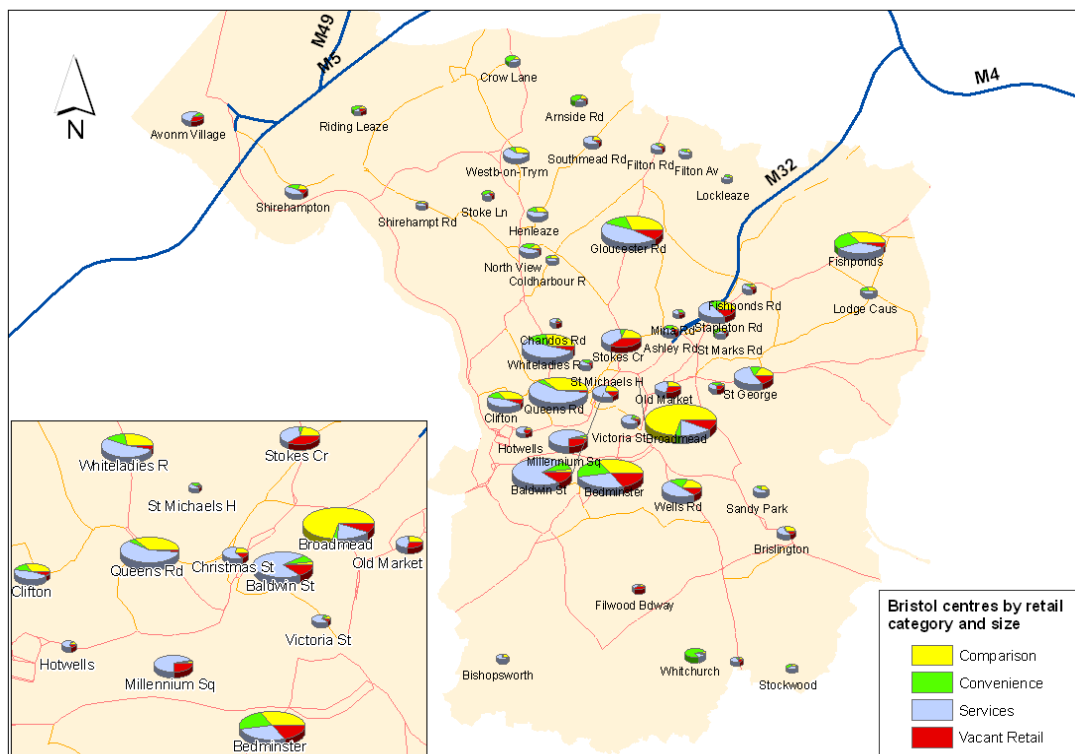 M49
M5
M4
M32
N
Crow Lane
Avonm Village
Riding Leaze
Arnside Rd
Southmead Rd
Filton Rd
Filton Av
Westb-on-Trym
Lockleaze
Shirehampton
Shirehampt Rd
Stoke Ln
Henleaze
Gloucester Rd
Fishponds
North View
Coldharbour R
Lodge Caus
Fishponds Rd
Mina Rd
Stapleton Rd
Chandos Rd
Stokes Cr
Ashley Rd
St Marks Rd
Whiteladies R
St Michaels H
Queens Rd
Old Market
St George
Clifton
Victoria St
Broadmead
Hotwells
Millennium Sq
Baldwin St
Bedminster
Wells Rd
Sandy Park
Brislington
Filwood Bdway
Bishopsworth
Whitchurch
Stockwood
Whiteladies R
Stokes Cr
St Michaels H
Broadmead
Queens Rd
Christmas St
Old Market
Clifton
Baldwin St
Victoria St
Hotwells
Millennium Sq
Bedminster
Bristol centres by retail
category and size
Comparison
Convenience
Services
Vacant Retail